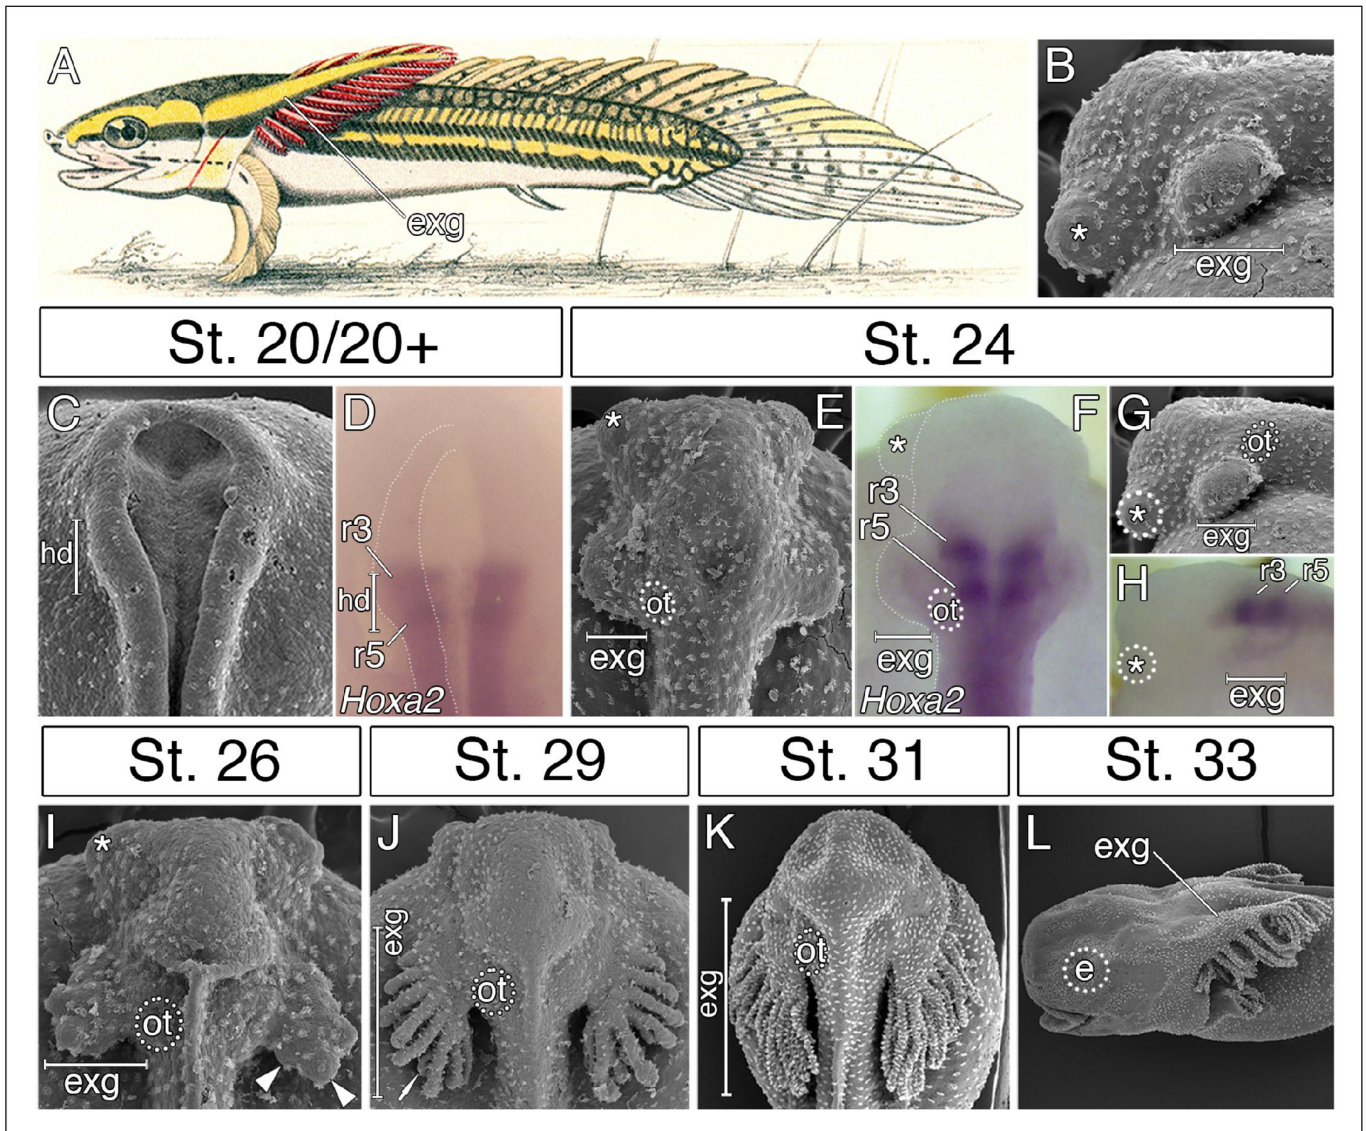 A
exg
B
*
exg
St. 20/20+
St. 24
C
hd
D
r3
hd
r5
Hoxa2
E
*
ot
exg
F
*
r3
r5
ot
exg
Hoxa2
G
ot
*
exg
H
r3 r5
*
exg
St. 26
St. 29
St. 31
St. 33
I
*
ot
exg
J
exg
ot
K
ot
exg
L
exg
e